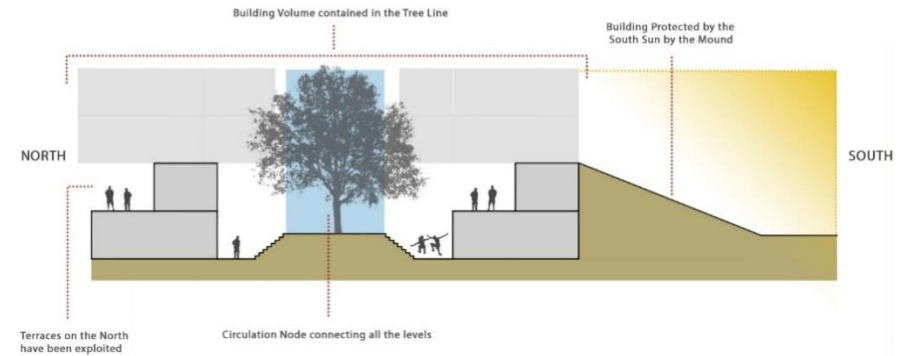 Building Volume contained in the Tree Line
Building Protected by the
South Sun by the Mound
NORTH
SOUTH
Terraces on the North
have been exploited
Circulation Node connecting all the levels